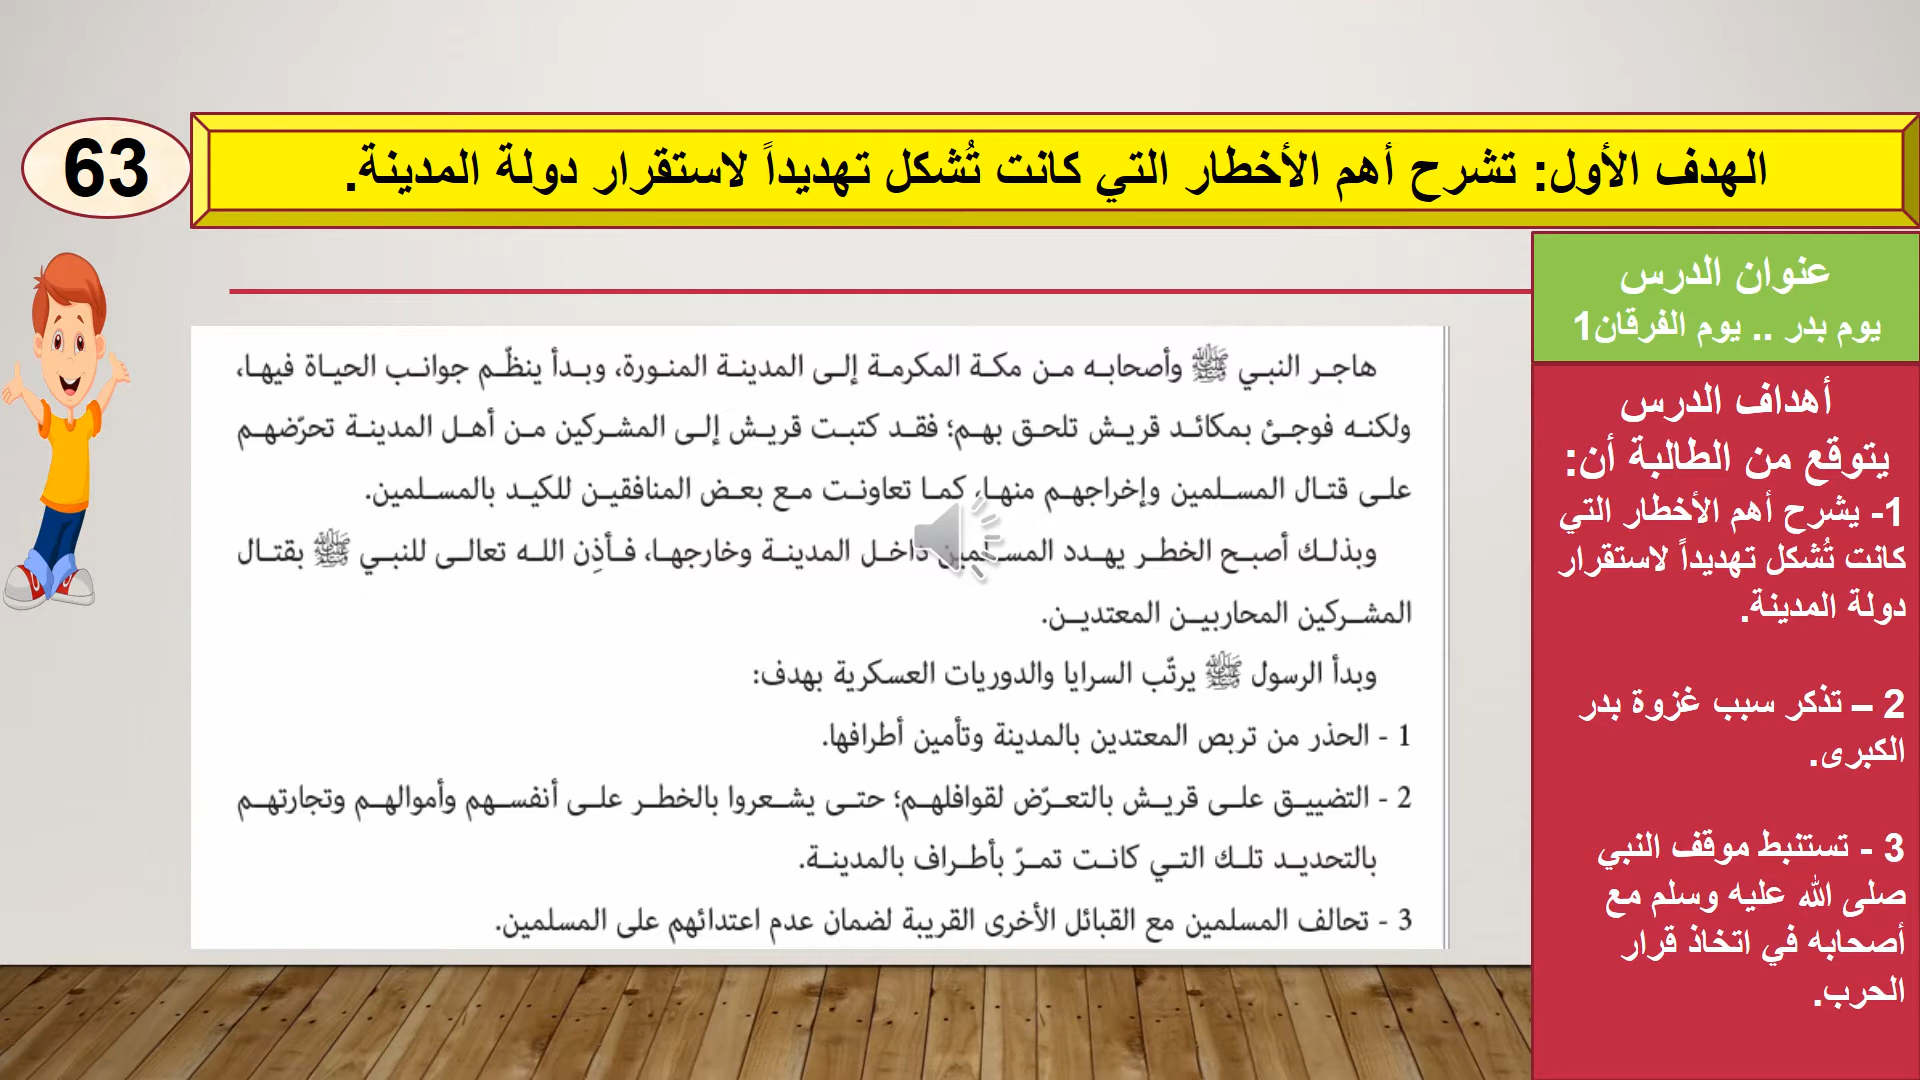 الهدف الأول: تشرح أهم الأخطار التي كانت تُشكل تهديداً لاستقرار دولة المدينة.
63
عنوان الدرس
يوم بدر .. يوم الفرقان1
أهداف الدرس
يتوقع من الطالبة أن:
1- يشرح أهم الأخطار التي
كانت تُشكل تهديداً لاستقرار
دولة المدينة.
2 – تذكر سبب غزوة بدر
الكبرى.
3 - تستنبط موقف النبي
صلى الله عليه وسلم مع
أصحابه في اتخاذ قرار
الحرب.
هاجر النبي ﷺ وأصحابه من مكة المكرمة إلى المدينة المنورة، وبدأ ينظّم جوانب الحياة فيها،
ولكنه فوجئ بمكائد قريش تلحق بهم؛ فقد كتبت قريش إلى المشركين من أهل المدينة تحرّضهم
على قتال المسلمين وإخراجهم منها، كما تعاونت مع بعض المنافقين للكيد بالمسلمين.
وبذلك أصبح الخطر يهدد المسلمين داخل المدينة وخارجها، فأذِن الله تعالى للنبي ﷺ بقتال
المشركين المحاربين المعتدين.
وبدأ الرسول ﷺ يرتّب السرايا والدوريات العسكرية بهدف:
1 - الحذر من تربص المعتدين بالمدينة وتأمين أطرافها.
2 - التضييق على قريش بالتعرّض لقوافلهم؛ حتى يشعروا بالخطر على أنفسهم وأموالهم وتجارتهم
بالتحديد تلك التي كانت تمرّ بأطراف بالمدينة.
3 - تحالف المسلمين مع القبائل الأخرى القريبة لضمان عدم اعتدائهم على المسلمين.